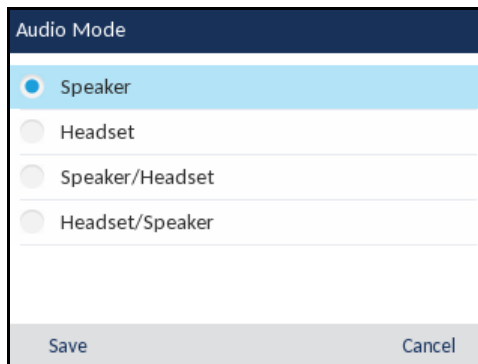 Audio Mode
Speaker
Headset
Speaker/Headset
Headset/Speaker
Save Cancel